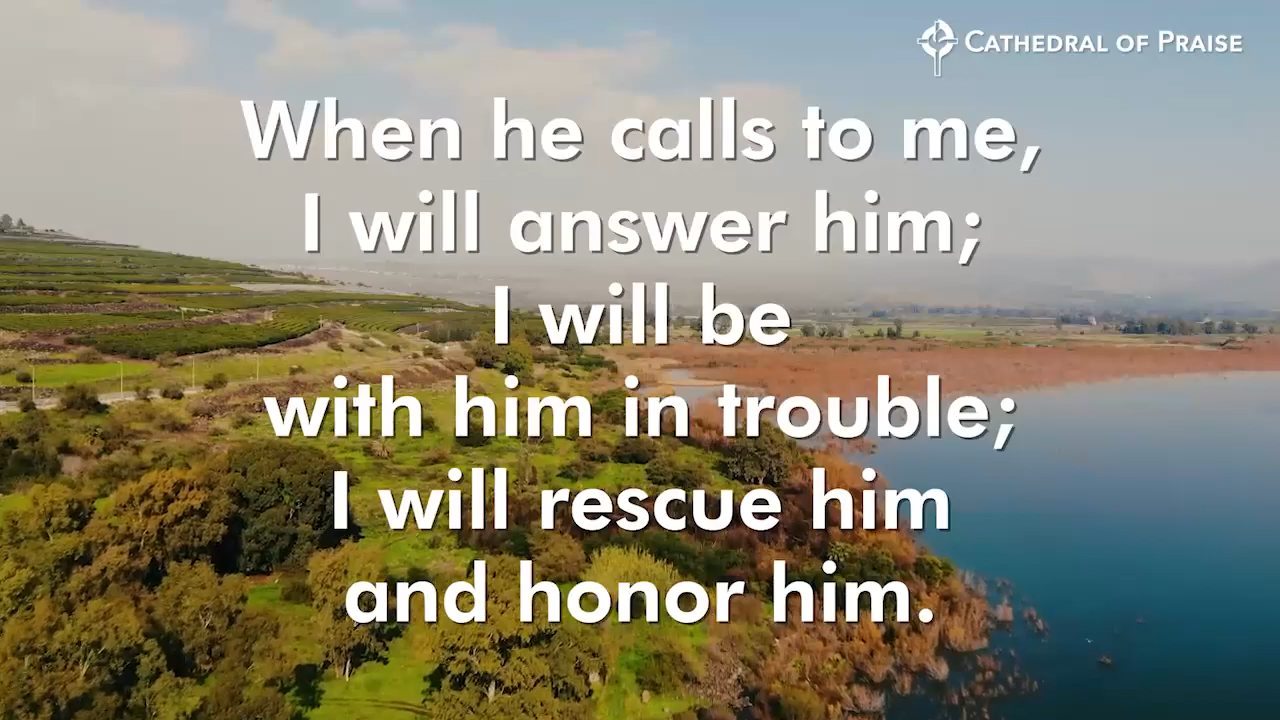 CATHEDRAL OF PRAISE
When he calls to me,
I will answer him;
I will be
with him in trouble;
I will rescue him
and honor him.